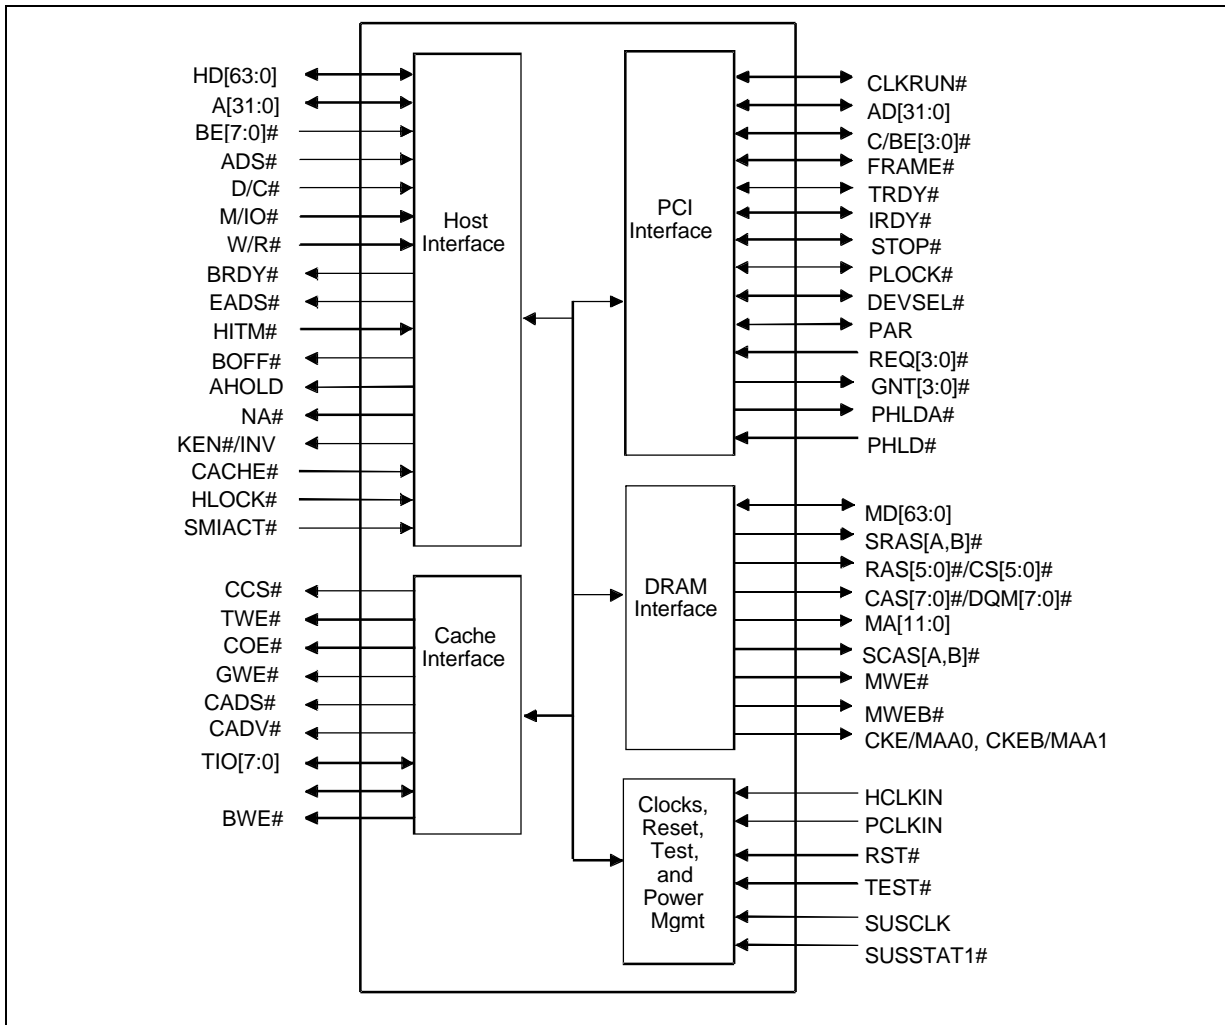 HD[63:0]
A[31:0]
BE[7:0]#
ADS#
D/C#
M/IO#
W/R#
BRDY#
EADS#
HITM#
BOFF#
AHOLD
NA#
KEN#/INV
CACHE#
HLOCK#
SMIACT#
Host
Interface
CCS#
TWE#
COE#
GWE#
CADS#
CADV#
TIO[7:0]
BWE#
Cache
Interface
PCI
Interface
CLKRUN#
AD[31:0]
C/BE[3:0]#
FRAME#
TRDY#
IRDY#
STOP#
PLOCK#
DEVSEL#
PAR
REQ[3:0]#
GNT[3:0]#
PHLDA#
PHLD#
DRAM
Interface
MD[63:0]
SRAS[A,B]#
RAS[5:0]#/CS[5:0]#
CAS[7:0]#/DQM[7:0]#
MA[11:0]
SCAS[A,B]#
MWE#
MWEB#
CKE/MAA0, CKEB/MAA1
Clocks,
Reset,
Test,
and
Power
Mgmt
HCLKIN
PCLKIN
RST#
TEST#
SUSCLK
SUSSTAT1#